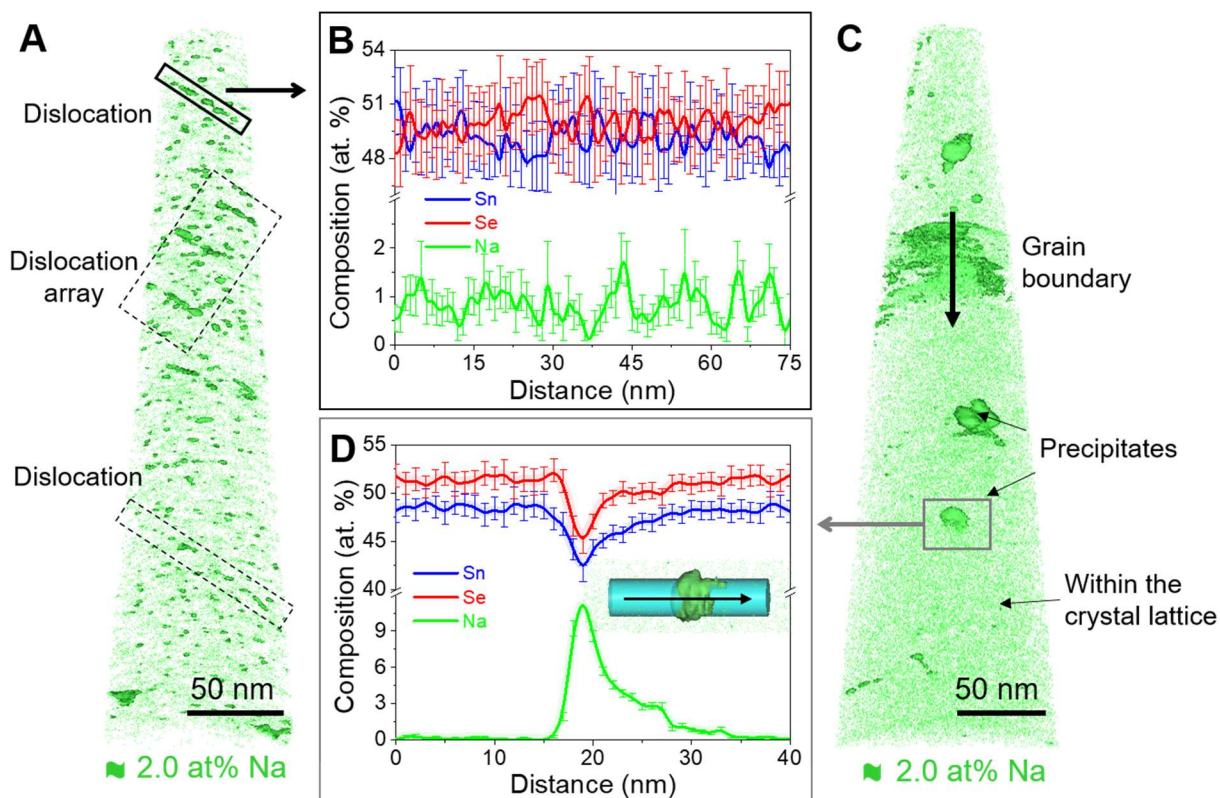 A
Dislocation
Dislocation
array
Dislocation
50 nm
2.0 at% Na
B
Composition (at. %)
54
51
48
2
1
0
Sn
Se
Na
0 15 30 45 60 75
Distance (nm)
D
Composition (at. %)
55
50
45
40
9
6
3
0
Sn
Se
Na
0 10 20 30 40
Distance (nm)
C
Grain
boundary
Precipitates
Within the
crystal lattice
50 nm
2.0 at% Na